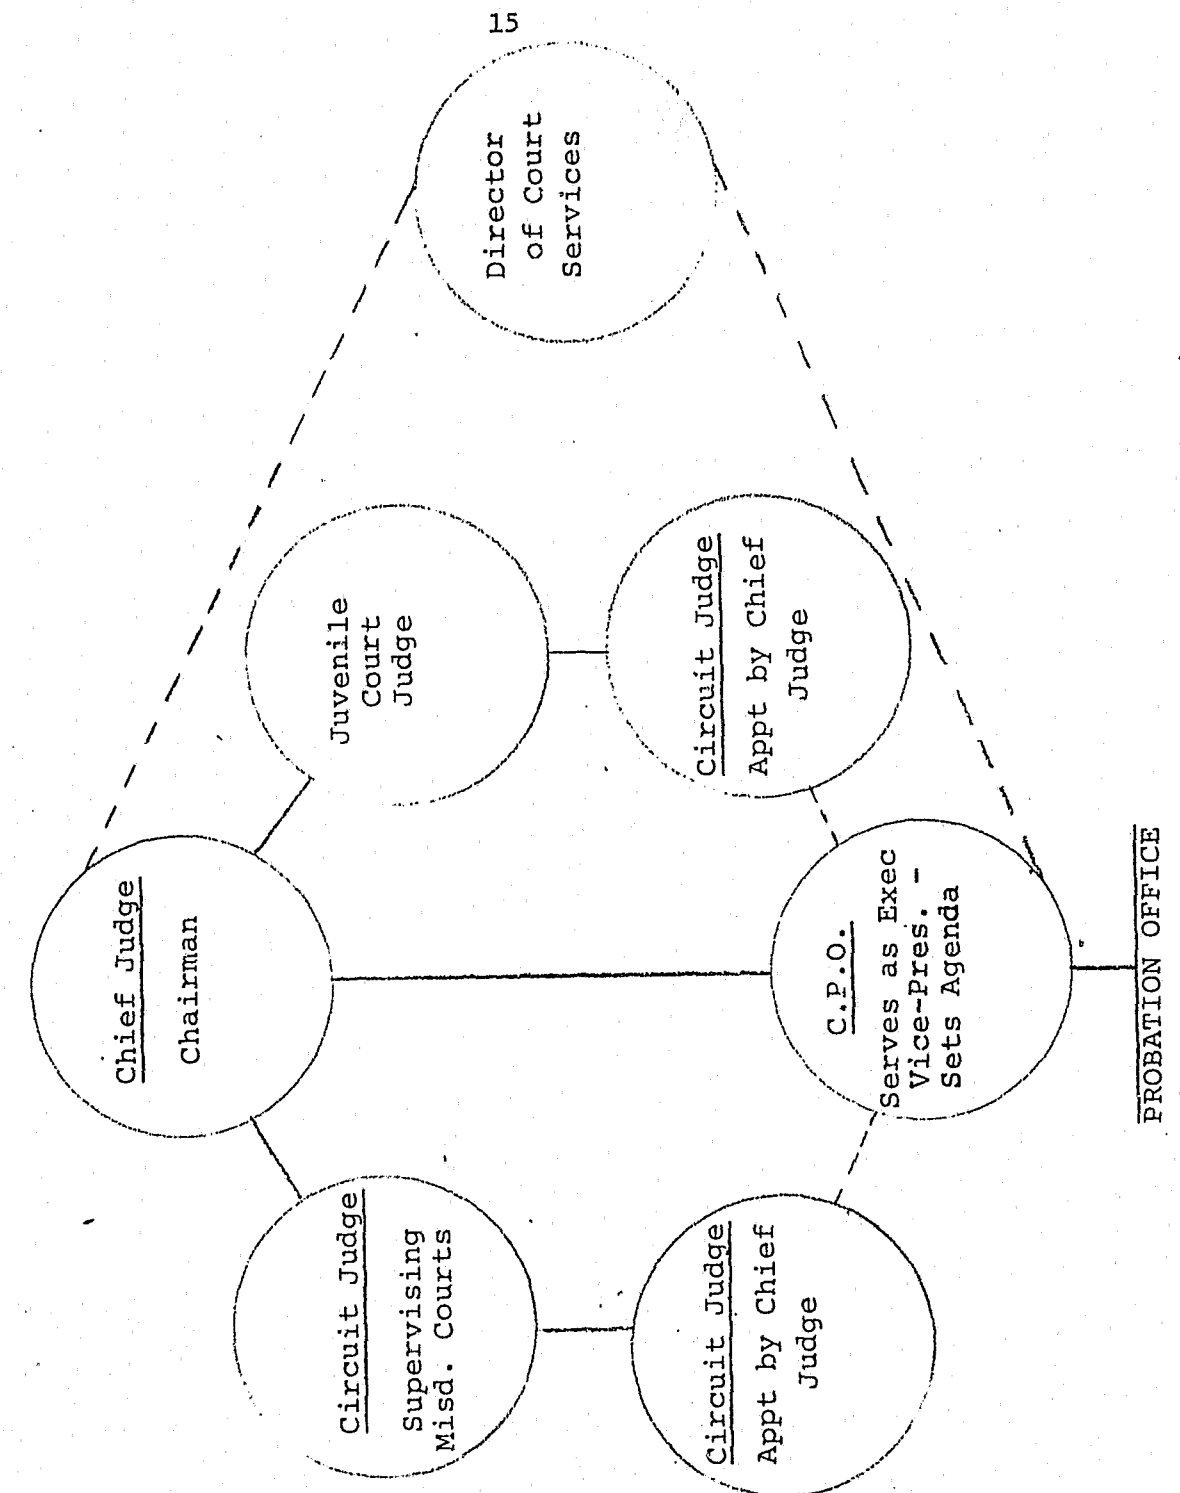 15
Chief Judge
Chairman
Circuit Judge
Supervising
Misd. Courts
Juvenile
Court
Judge
Director
of Court
Services
Circuit Judge
Appt by Chief
Judge
Circuit Judge
Appt by Chief
Judge
C.P.O.
Serves as Exec
Vice-Pres. -
Sets Agenda
PROBATION OFFICE